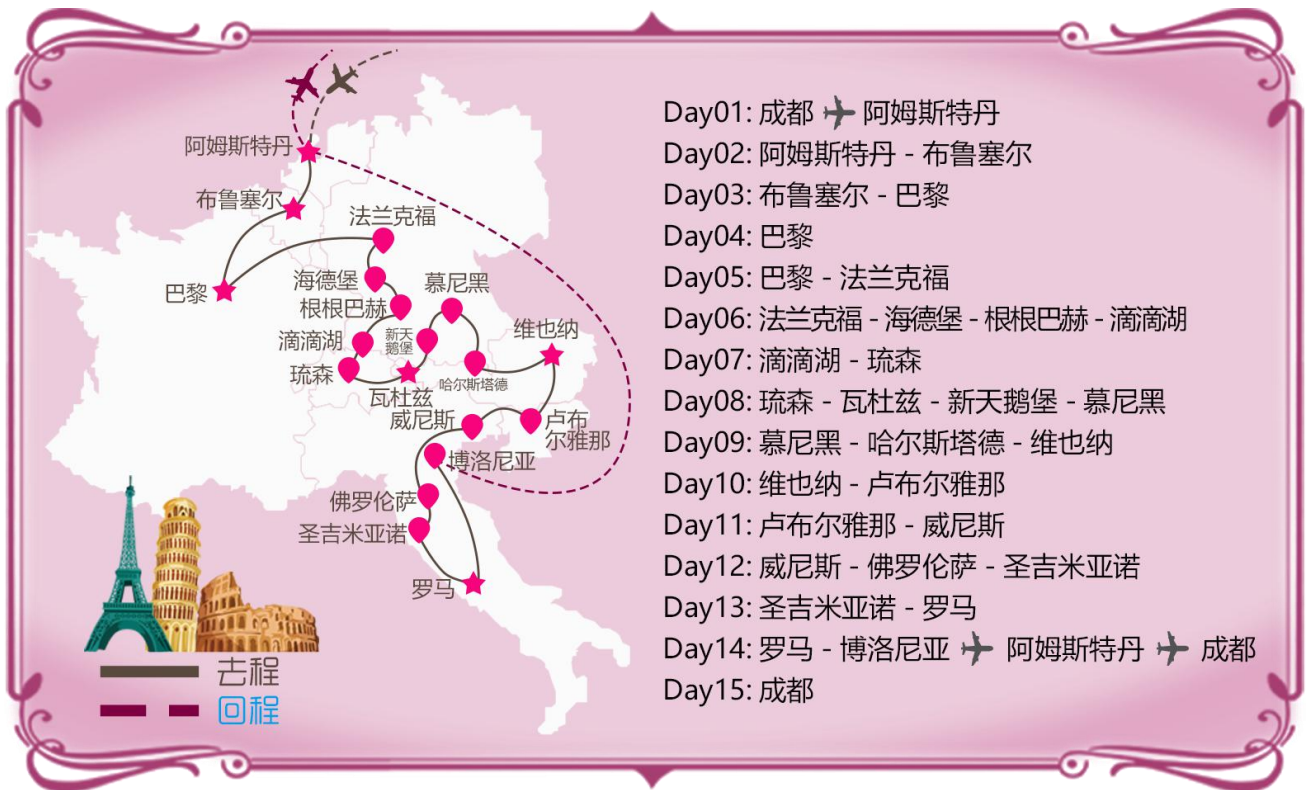 阿姆斯特丹
布鲁塞尔
法兰克福
海德堡
慕尼黑
巴黎
根根巴赫
维也纳
滴滴湖
新天
鹅堡
琉森
哈尔斯塔德
瓦杜兹
威尼斯
卢布
尔雅那
博洛尼亚
佛罗伦萨
圣吉米亚诺
罗马
去程
回程
Day01: 成都 阿姆斯特丹
Day02: 阿姆斯特丹 - 布鲁塞尔
Day03: 布鲁塞尔 - 巴黎
Day04: 巴黎
Day05: 巴黎 - 法兰克福
Day06: 法兰克福 - 海德堡 - 根根巴赫 - 滴滴湖
Day07: 滴滴湖 - 琉森
Day08: 琉森 - 瓦杜兹 - 新天鹅堡 - 慕尼黑
Day09: 慕尼黑 - 哈尔斯塔德 - 维也纳
Day10: 维也纳 - 卢布尔雅那
Day11: 卢布尔雅那 - 威尼斯
Day12: 威尼斯 - 佛罗伦萨 - 圣吉米亚诺
Day13: 圣吉米亚诺 - 罗马
Day14: 罗马 - 博洛尼亚 阿姆斯特丹 成都
Day15: 成都